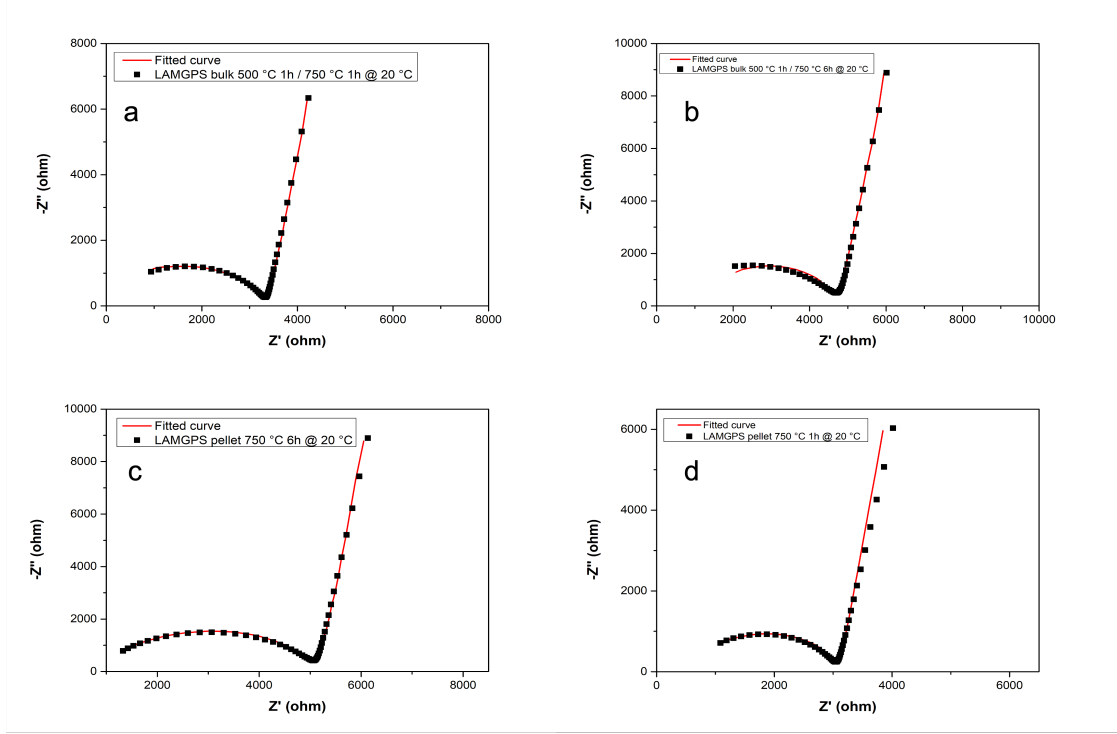 8000
6000
4000
2000
0
Fitted curve
LAMGPS bulk 500 °C 1h / 750 °C 1h @ 20 °C
a
-Z'' (ohm)
0 2000 4000 6000 8000
Z' (ohm)
10000
8000
6000
4000
2000
0
Fitted curve
LAMGPS bulk 500 °C 1h / 750 °C 6h @ 20 °C
b
-Z'' (ohm)
0 2000 4000 6000 8000 10000
Z' (ohm)
10000
8000
6000
4000
2000
0
Fitted curve
LAMGPS pellet 750 °C 6h @ 20 °C
c
-Z'' (ohm)
2000 4000 6000 8000
Z' (ohm)
6000
4000
2000
0
Fitted curve
LAMGPS pellet 750 °C 1h @ 20 °C
d
-Z'' (ohm)
0 2000 4000 6000
Z' (ohm)